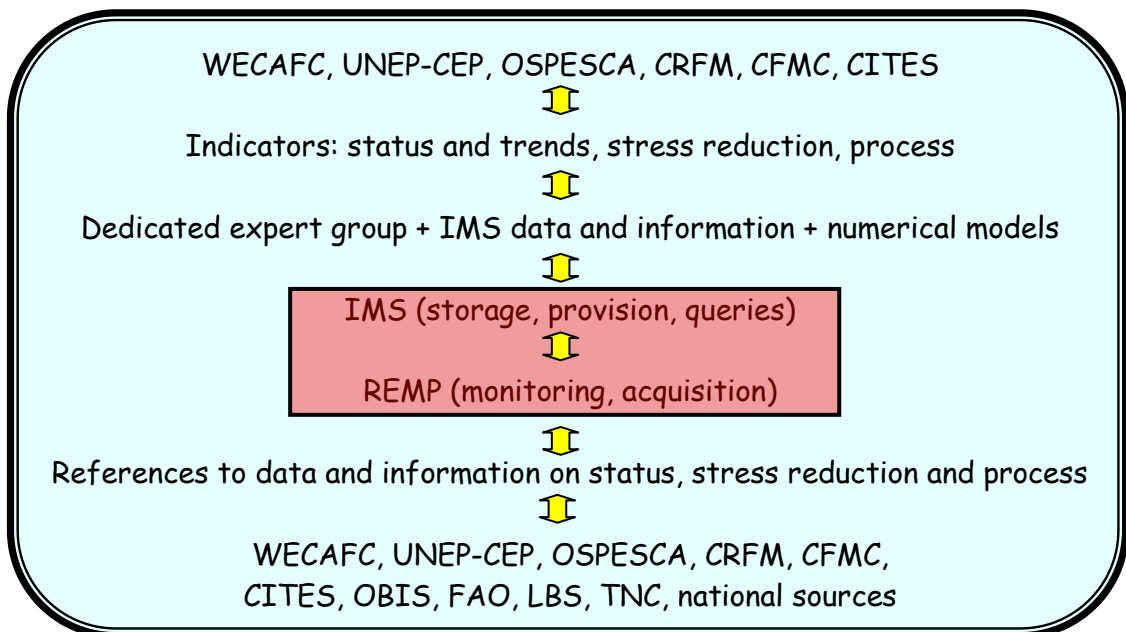 WECAFC, UNEP-CEP, OSPESCA, CRFM, CFMC, CITES
Indicators: status and trends, stress reduction, process
Dedicated expert group + IMS data and information + numerical models
IMS (storage, provision, queries)
REMP (monitoring, acquisition)
References to data and information on status, stress reduction and process
WECAFC, UNEP-CEP, OSPESCA, CRFM, CFMC,
CITES, OBIS, FAO, LBS, TNC, national sources